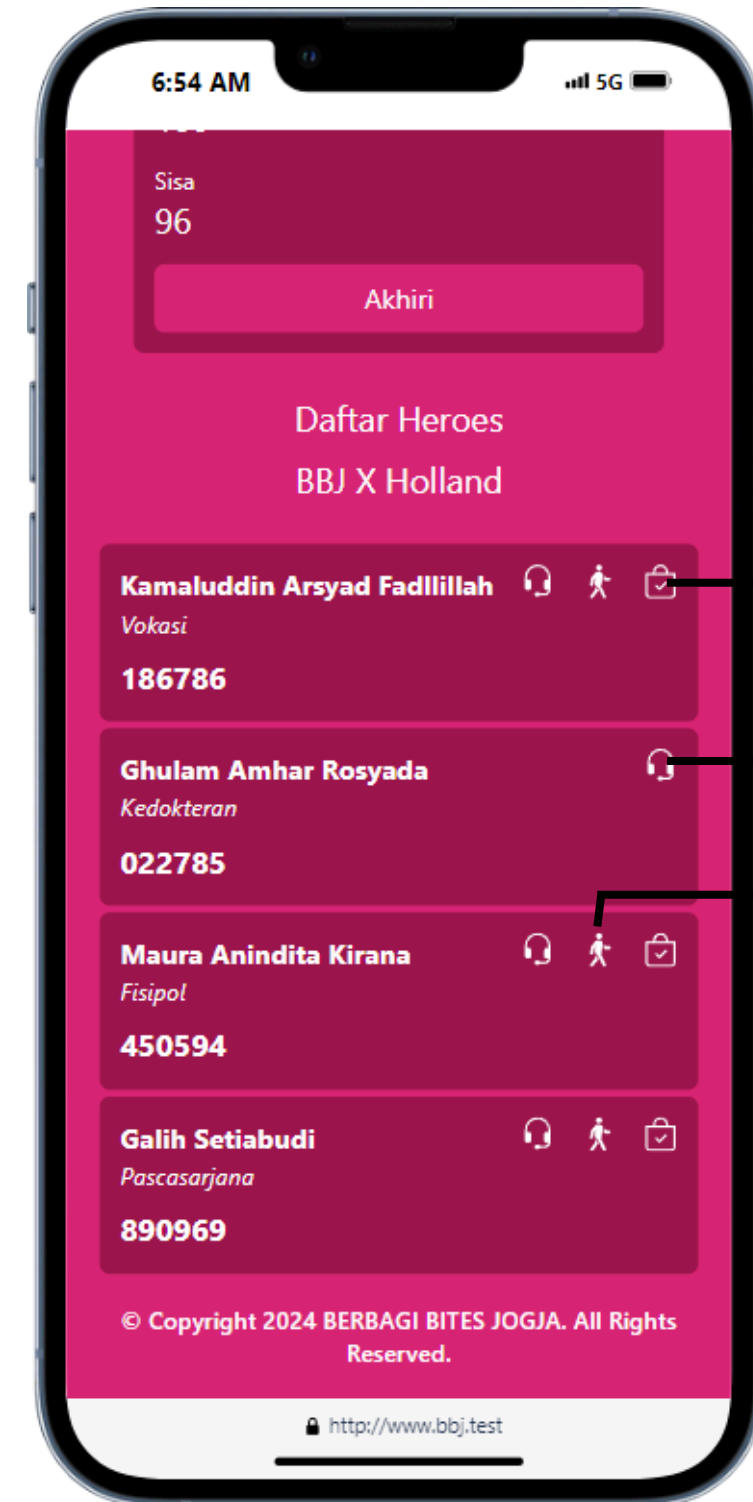 6:54 AM
5G
Sisa
96
Akhiri
Daftar Heroes
BBJ X Holland
Kamaluddin Arsyad Fadllillah
Vokasi
186786
Ghulam Amhar Rosyada
Kedokteran
022785
Maura Anindita Kirana
Fisipol
450594
Galih Setiabudi
Pascasarjana
890969
© Copyright 2024 BERBAGI BITES JOGJA. All Rights
Reserved.
http://www.bbj.test